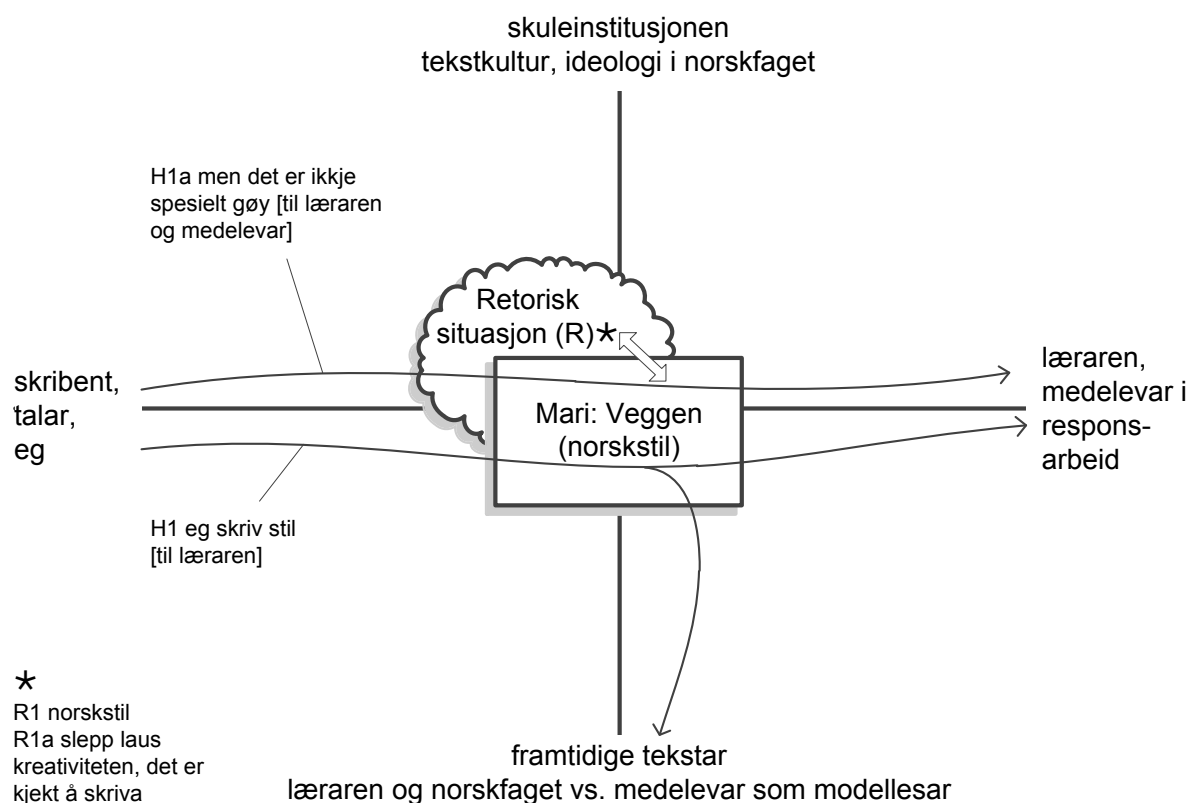 skuleinstitusjonen
tekstkultur, ideologi i norskfaget
H1a men det er ikkje
spesielt gøy [til læraren
og medelevar]
Retorisk
situasjon (R)*
skribent,
talar,
eg
Mari: Veggen
(norskstil)
læraren,
medelevar i
respons-
arbeid
H1 eg skriv stil
[til læraren]
*
R1 norskstil
R1a slepp laus
kreativiteten, det er
kjekt å skriva
framtidige tekstar
læraren og norskfaget vs. medelevar som modellesar